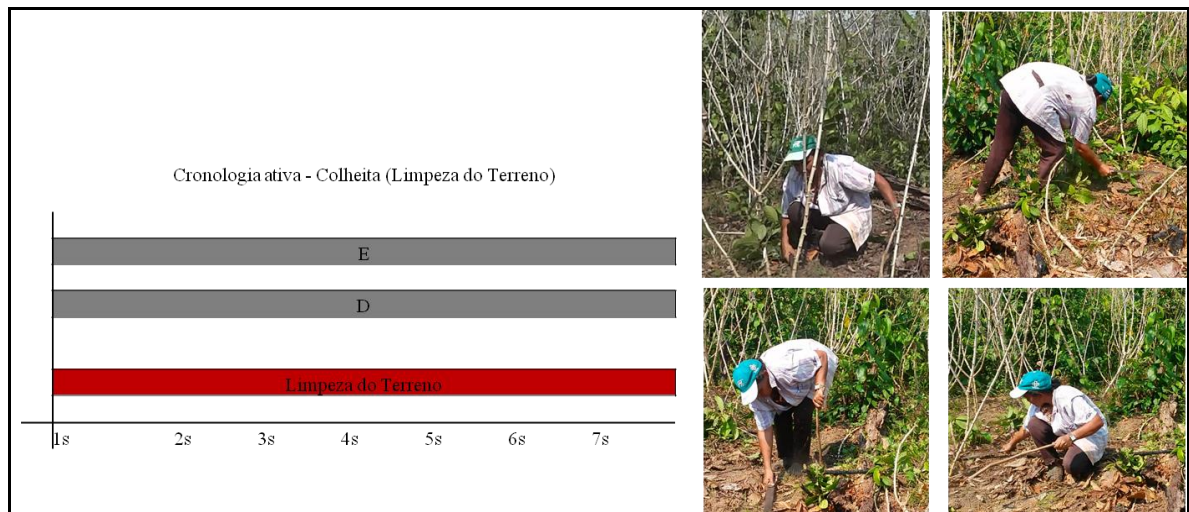 Cronologia ativa - Colheita (Limpeza do Terreno)
E
D
Limpeza do Terreno
1s 2s 3s 4s 5s 6s 7s